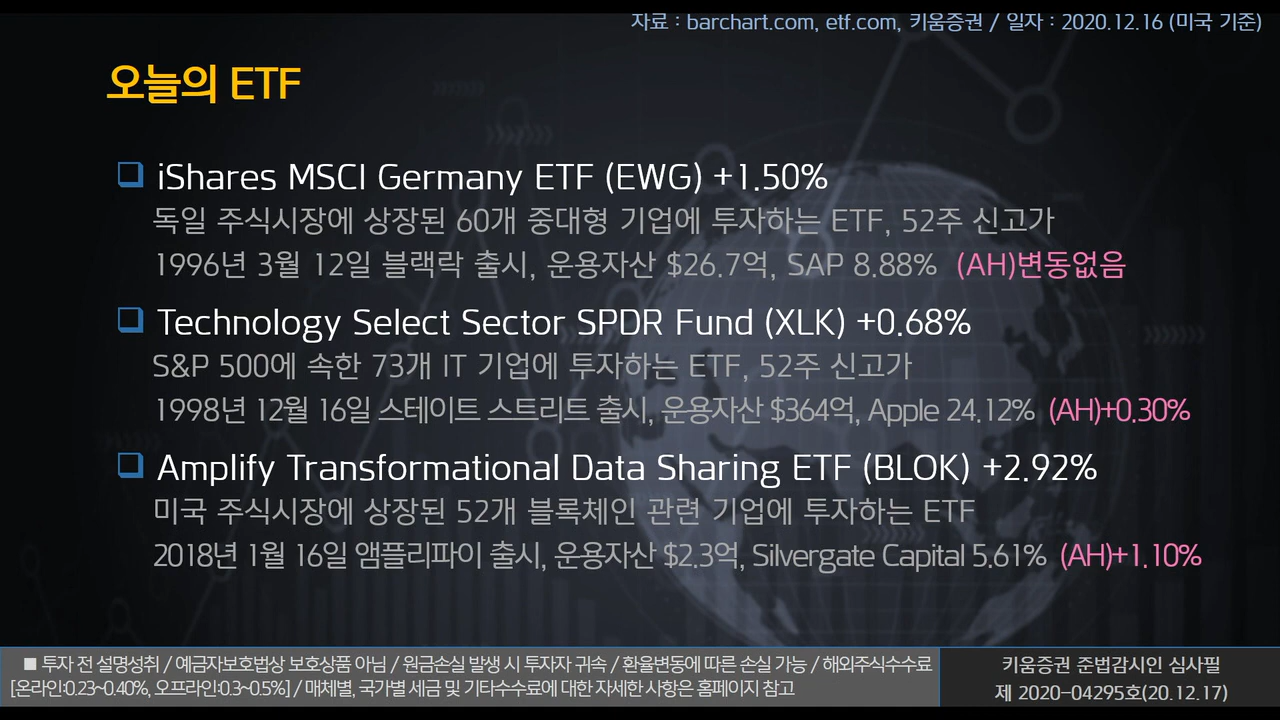 자료 : barchart.com, etf.com, 키움증권 / 일자 : 2020.12.16 (미국 기준)
오늘의 ETF
❑ iShares MSCI Germany ETF (EWG) +1.50%
독일 주식시장에 상장된 60개 중대형 기업에 투자하는 ETF, 52주 신고가
1996년 3월 12일 블랙락 출시, 운용자산 $26.7억, SAP 8.88% (AH)변동없음
❑ Technology Select Sector SPDR Fund (XLK) +0.68%
S&P 500에 속한 73개 IT 기업에 투자하는 ETF, 52주 신고가
1998년 12월 16일 스테이트 스트리트 출시, 운용자산 $364억, Apple 24.12% (AH)+0.30%
❑ Amplify Transformational Data Sharing ETF (BLOK) +2.92%
미국 주식시장에 상장된 52개 블록체인 관련 기업에 투자하는 ETF
2018년 1월 16일 앰플리파이 출시, 운용자산 $2.3억, Silvergate Capital 5.61% (AH)+1.10%
■ 투자 전 설명성취 / 예금자보호법상 보호상품 아님 / 원금손실 발생 시 투자자 귀속 / 환율변동에 따른 손실 가능 / 해외주식수수료
[온라인:0.23~0.40%, 오프라인:0.3~0.5%] / 매체별, 국가별 세금 및 기타수수료에 대한 자세한 사항은 홈페이지 참고
키움증권 준법감시인 심사필
제 2020-04295호(20.12.17)